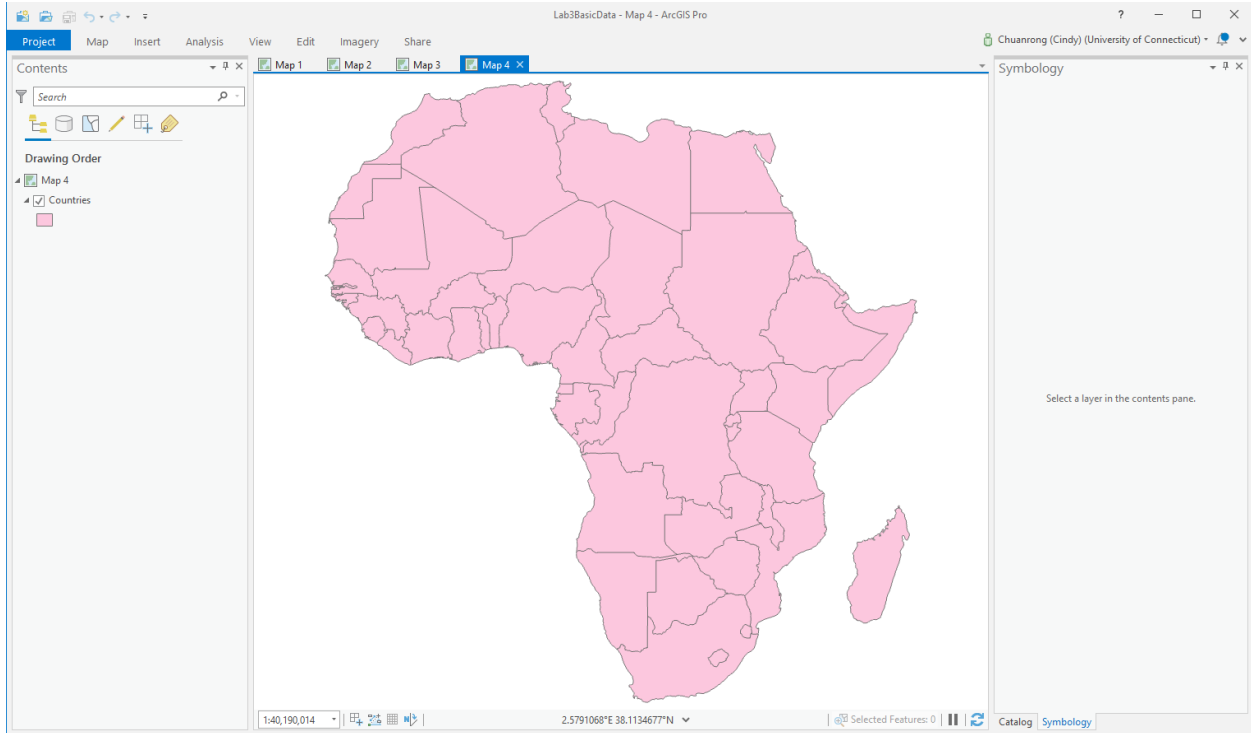 Lab3BasicData - Map 4 - ArcGIS Pro
?
Project Map Insert Analysis View Edit Imagery Share
Chuanrong (Cindy) (University of Connecticut)
Contents
Search
Drawing Order
Map 4
Countries
Map 1 Map 2 Map 3 Map 4
1:40,190,014
2.5791068°E 38.1134677°N
Selected Features: 0
Symbology
Select a layer in the contents pane.
Catalog Symbology